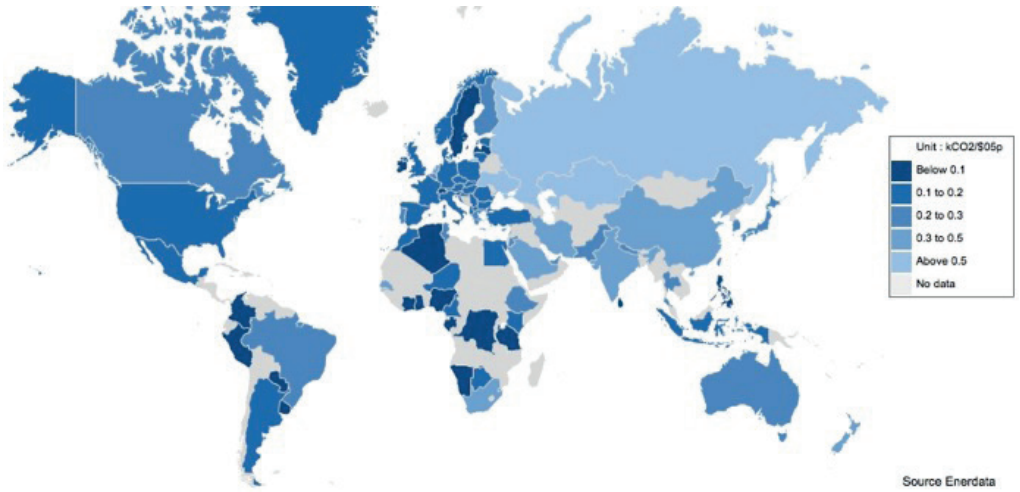 Unit : kCO2/$05p
Below 0.1
0.1 to 0.2
0.2 to 0.3
0.3 to 0.5
Above 0.5
No data
Source Enerdata